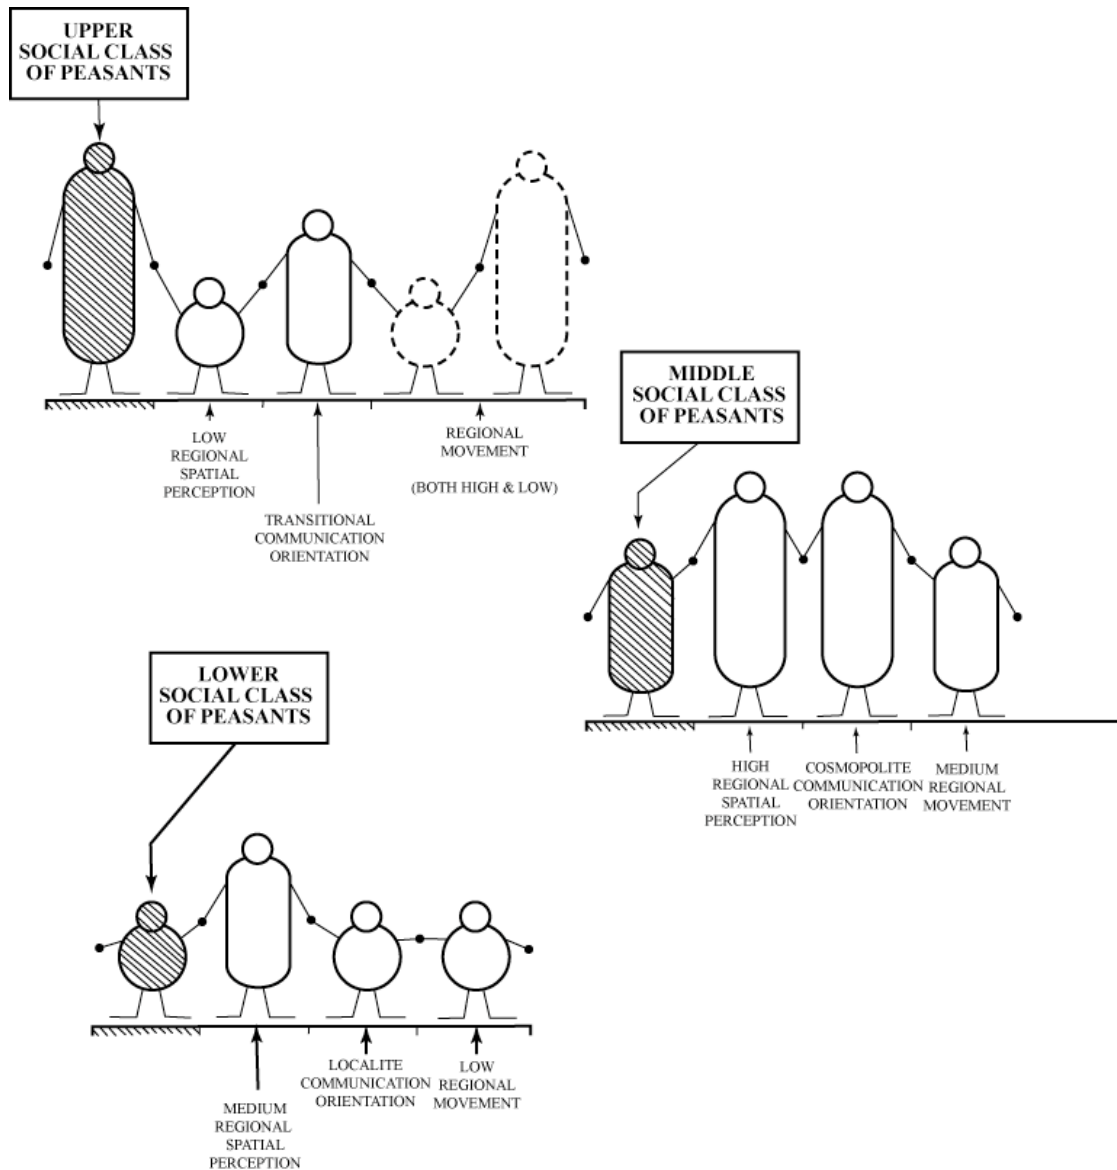 UPPER
SOCIAL CLASS
OF PEASANTS
LOW
REGIONAL
SPATIAL
PERCEPTION
TRANSITIONAL
COMMUNICATION
ORIENTATION
REGIONAL
MOVEMENT
(BOTH HIGH & LOW)
MIDDLE
SOCIAL CLASS
OF PEASANTS
HIGH
REGIONAL
SPATIAL
PERCEPTION
COSMOPOLITE
COMMUNICATION
ORIENTATION
MEDIUM
REGIONAL
MOVEMENT
LOWER
SOCIAL CLASS
OF PEASANTS
MEDIUM
REGIONAL
SPATIAL
PERCEPTION
LOCALITE
COMMUNICATION
ORIENTATION
LOW
REGIONAL
MOVEMENT